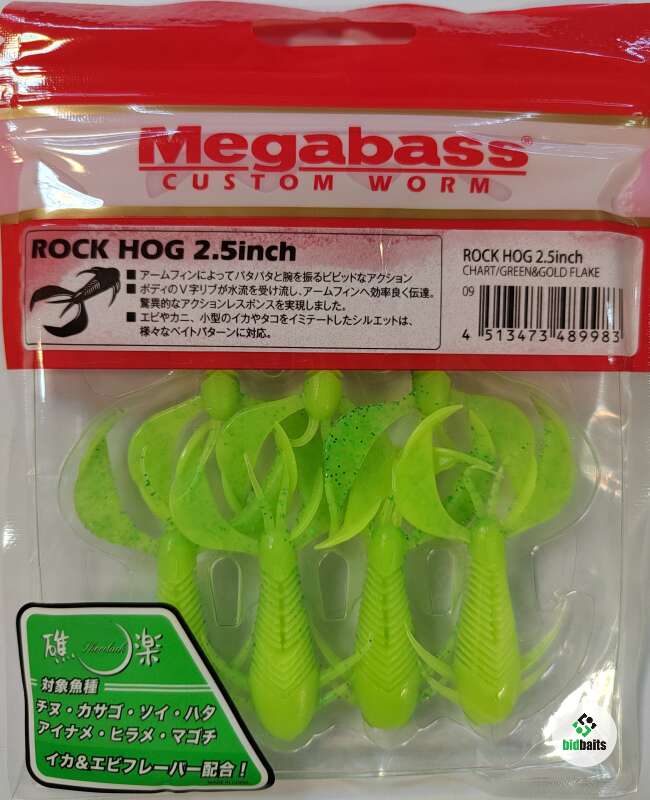 Megabass®
CUSTOM WORM
ROCK HOG 2.5inch
■ アームフィンによってパタパタと腕を振るビビッドなアクション
■ ボディのV字リブが水流を受け流し、アームフィンへ効率良く伝達。
驚異的なアクションレスポンスを実現しました。
■ エビやカニ、小型のイカやタコをイミテートしたシルエットは、
様々なベイトパターンに対応。
ROCK HOG 2.5inch
CHART/GREEN&GOLD FLAKE
09
4 513473 489983
礁楽
対象魚種
チヌ・カサゴ・ソイ・ハタ
アイナメ・ヒラメ・マゴチ
イカ&エビフレーバー配合!
bidbaits